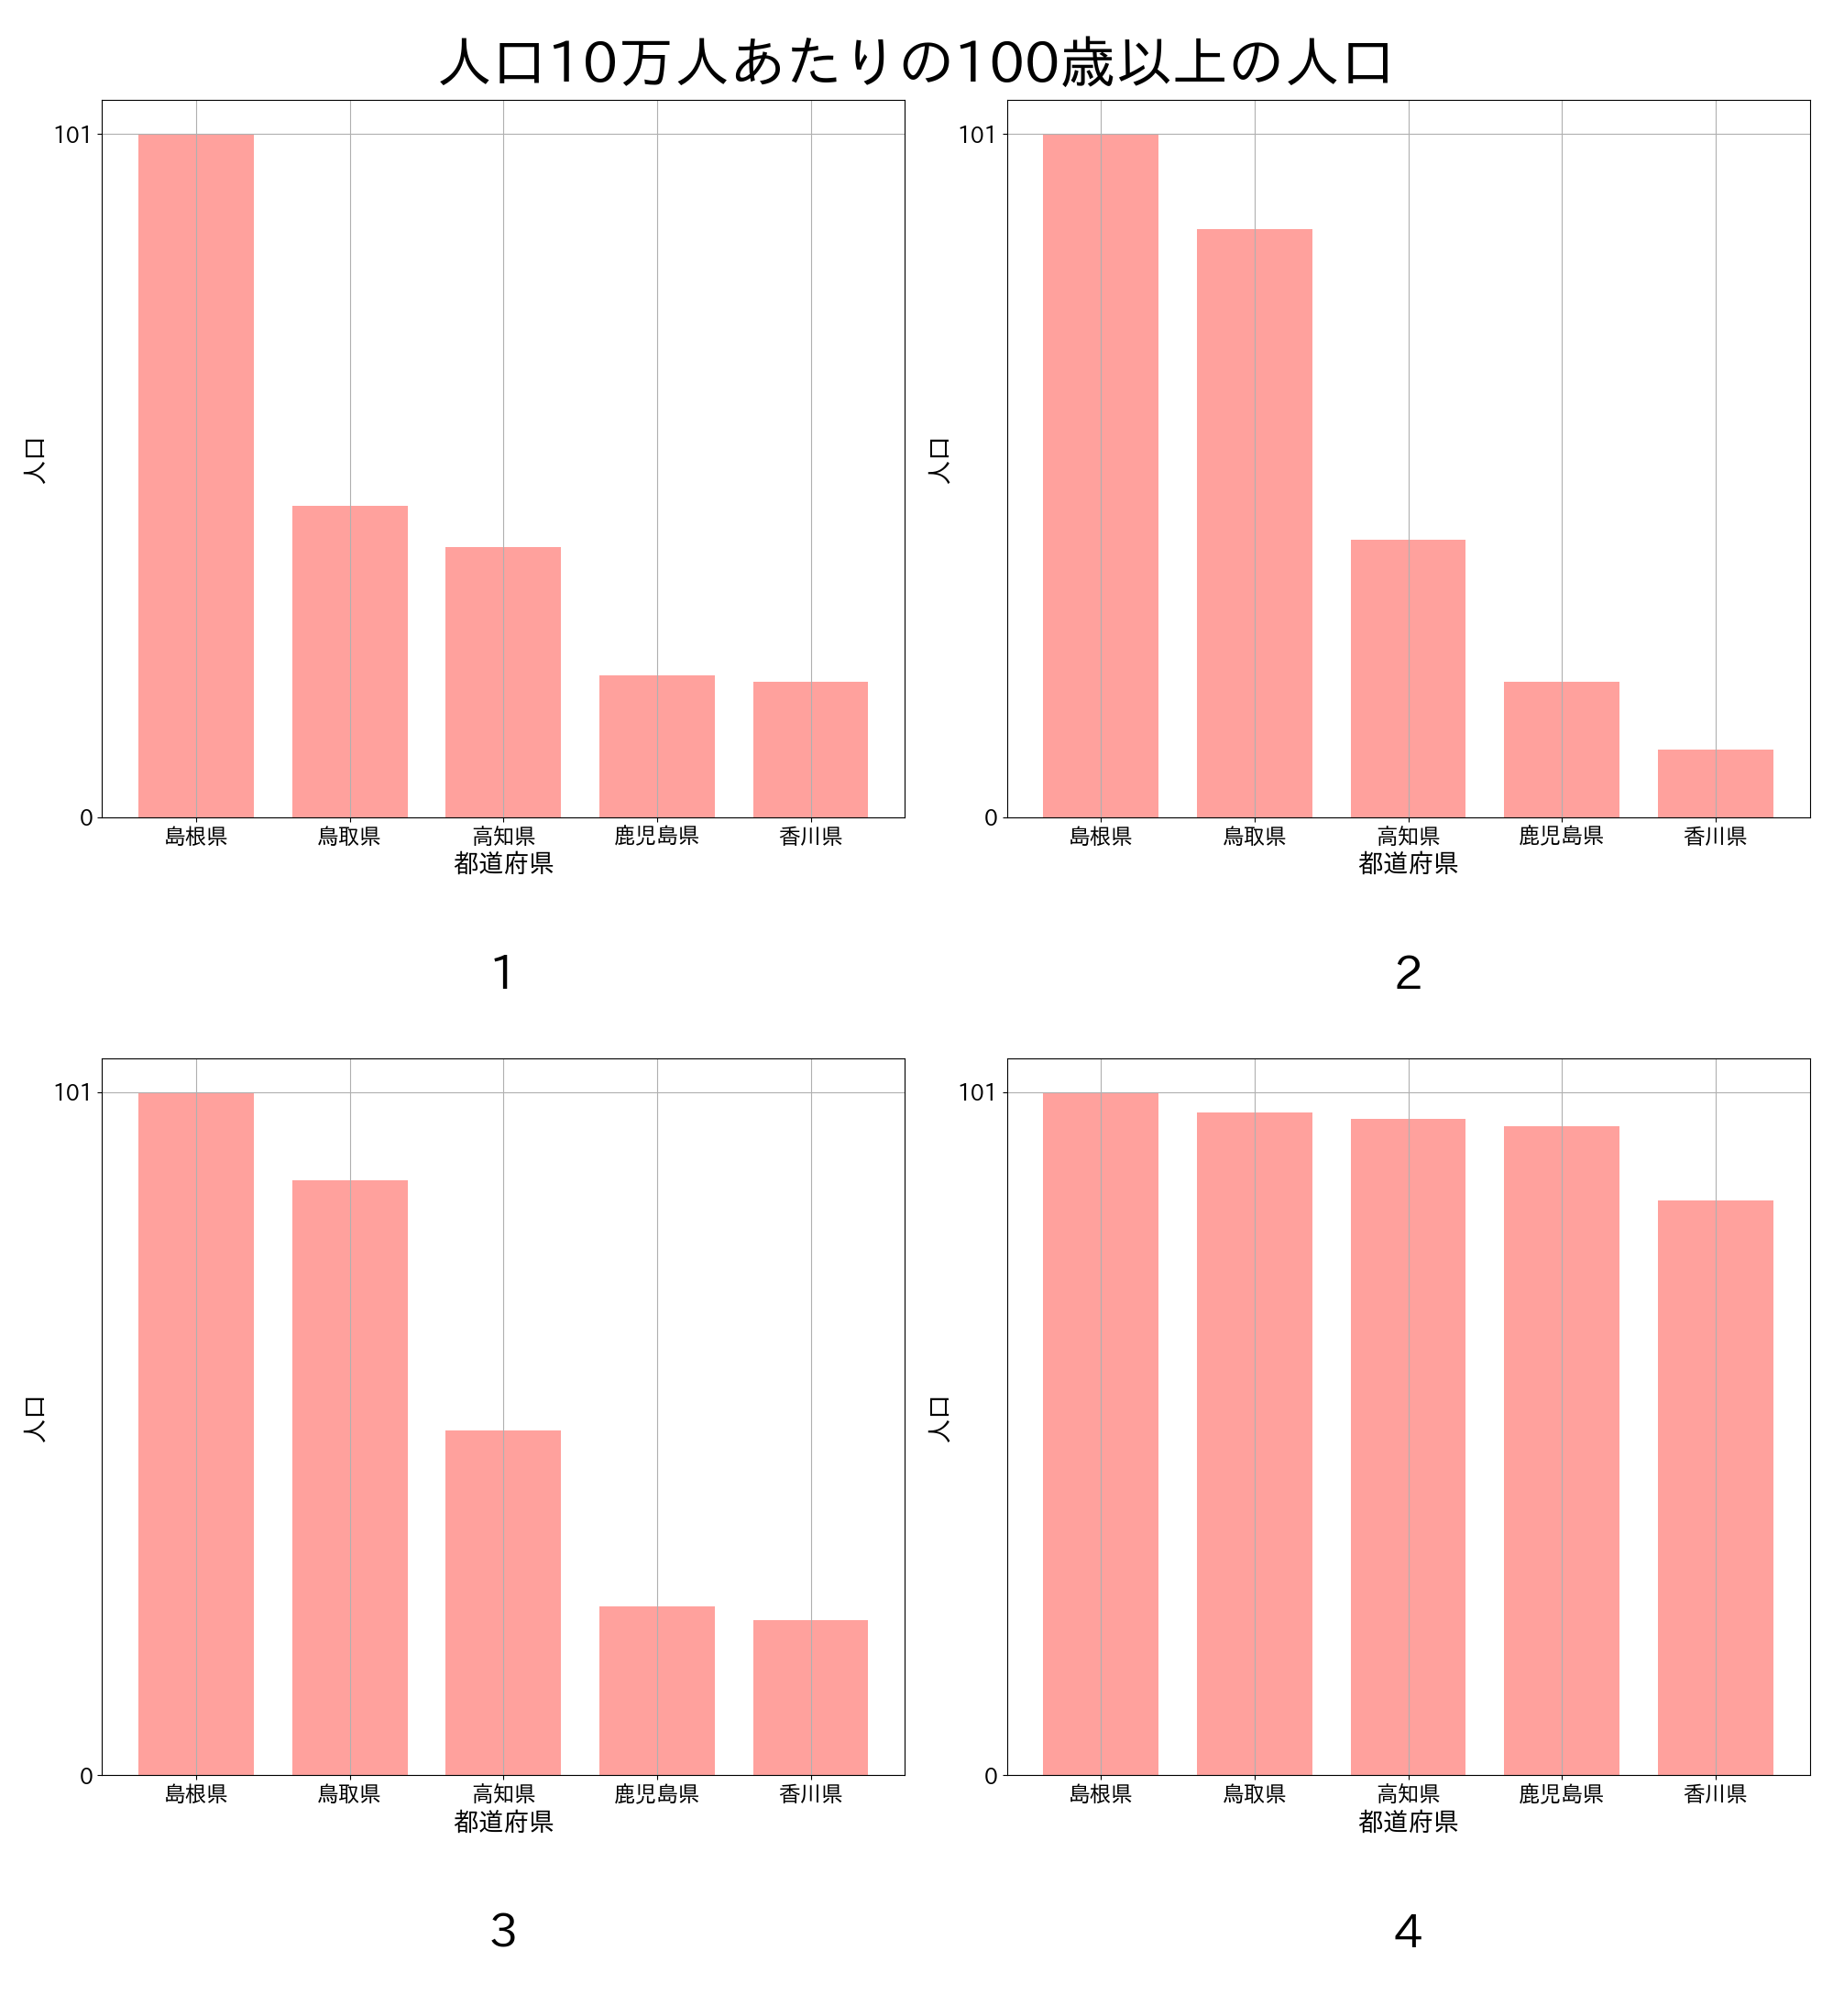 人口10万人あたりの100歳以上の人口
101
0
人口
島根県 鳥取県 高知県 鹿児島県 香川県
都道府県
1
101
0
人口
島根県 鳥取県 高知県 鹿児島県 香川県
都道府県
2
101
0
人口
島根県 鳥取県 高知県 鹿児島県 香川県
都道府県
3
101
0
人口
島根県 鳥取県 高知県 鹿児島県 香川県
都道府県
4